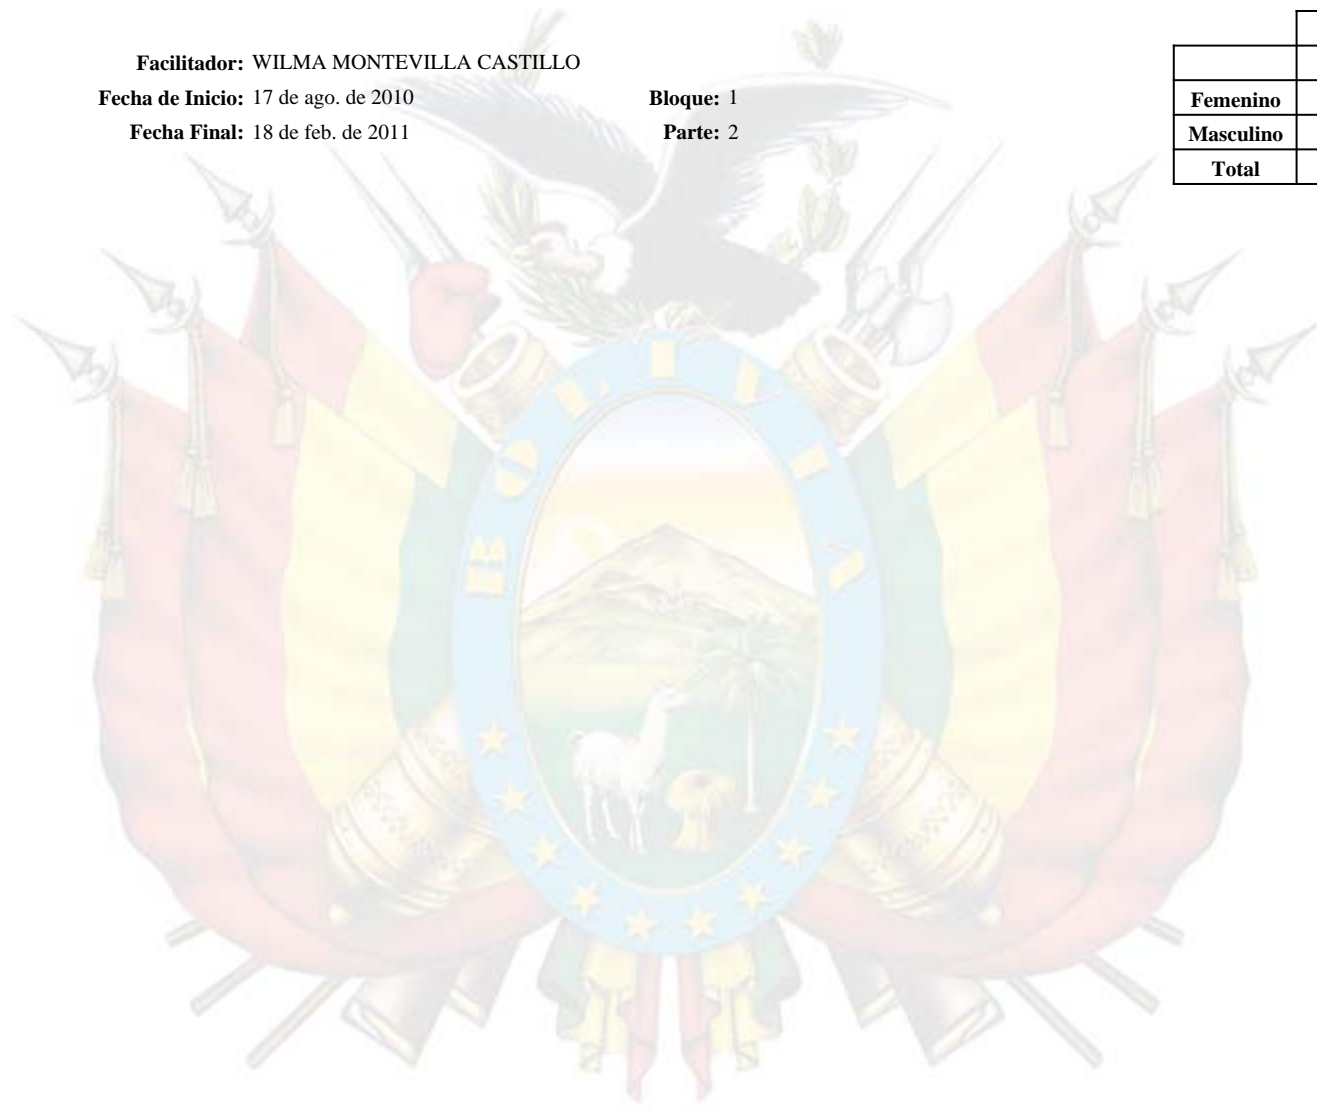 Facilitador: WILMA MONTEVILLA CASTILLO
Fecha de Inicio: 17 de ago. de 2010 Bloque: 1
Fecha Final: 18 de feb. de 2011 Parte: 2
Femenino
Masculino
Total
BOLIVIA